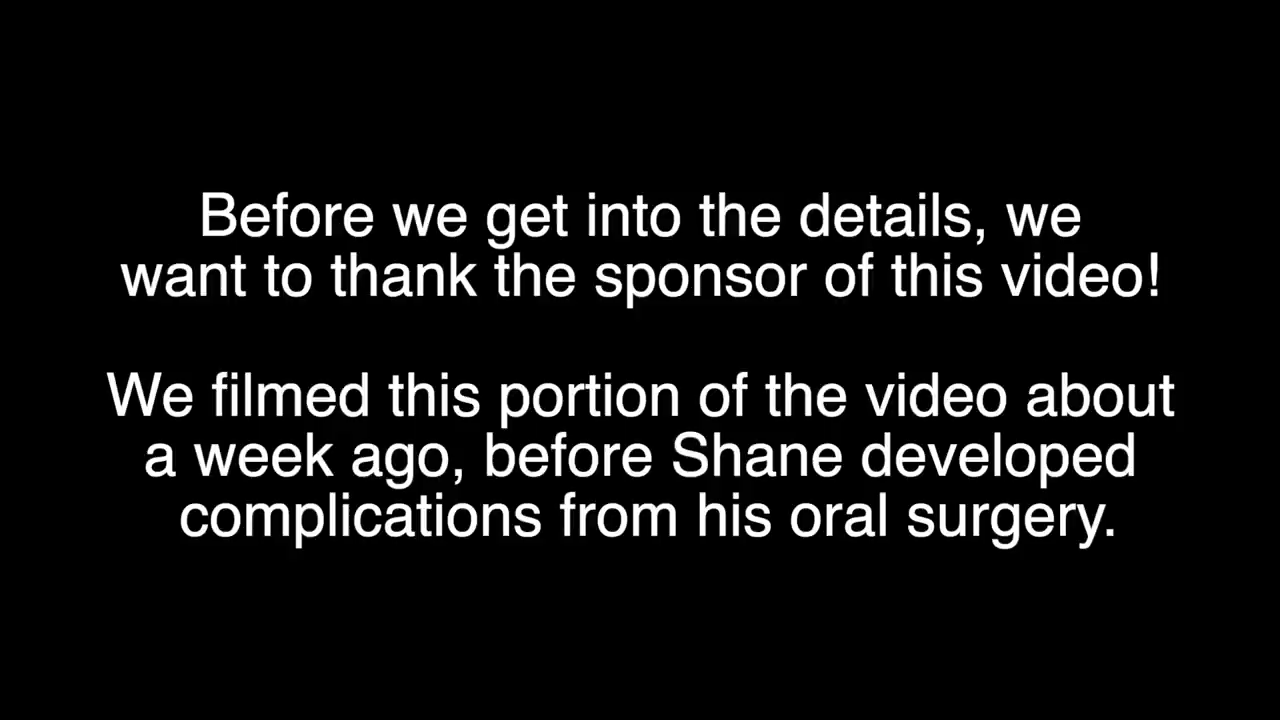 Before we get into the details, we
want to thank the sponsor of this video!
We filmed this portion of the video about
a week ago, before Shane developed
complications from his oral surgery.